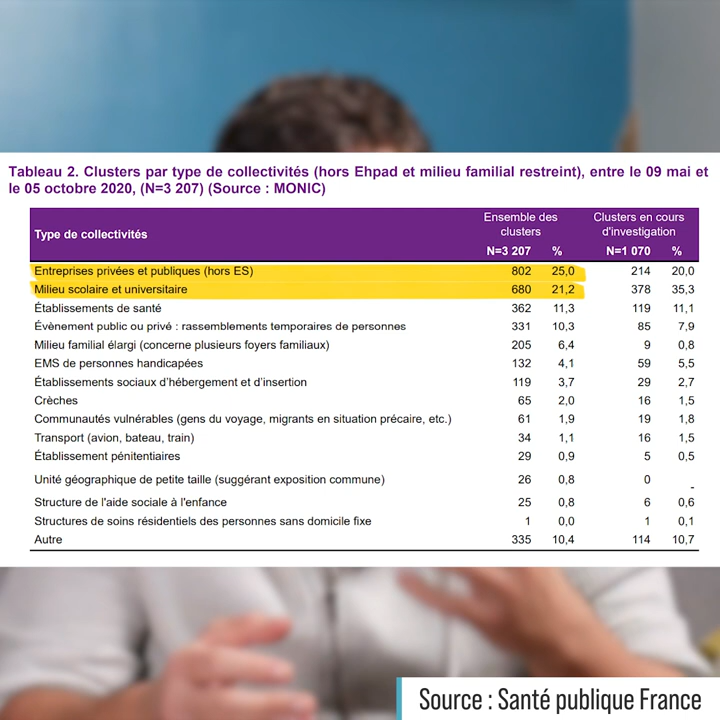 Tableau 2. Clusters par type de collectivités (hors Ehpad et milieu familial restreint), entre le 09 mai et
le 05 octobre 2020, (N=3 207) (Source : MONIC)
Type de collectivités Ensemble des clusters Clusters en cours d'investigation
N=3 207 % N=1 070 %
Entreprises privées et publiques (hors ES) 802 25,0 214 20,0
Milieu scolaire et universitaire 680 21,2 378 35,3
Établissements de santé 362 11,3 119 11,1
Évènement public ou privé : rassemblements temporaires de personnes 331 10,3 85 7,9
Milieu familial élargi (concerne plusieurs foyers familiaux) 205 6,4 9 0,8
EMS de personnes handicapées 132 4,1 59 5,5
Établissements sociaux d'hébergement et d'insertion 119 3,7 29 2,7
Crèches 65 2,0 16 1,5
Communautés vulnérables (gens du voyage, migrants en situation précaire, etc.) 61 1,9 19 1,8
Transport (avion, bateau, train) 34 1,1 16 1,5
Établissement pénitentiaires 29 0,9 5 0,5
Unité géographique de petite taille (suggérant exposition commune) 26 0,8 0 -
Structure de l'aide sociale à l'enfance 25 0,8 6 0,6
Structures de soins résidentiels des personnes sans domicile fixe 1 0,0 1 0,1
Autre 335 10,4 114 10,7
Source : Santé publique France